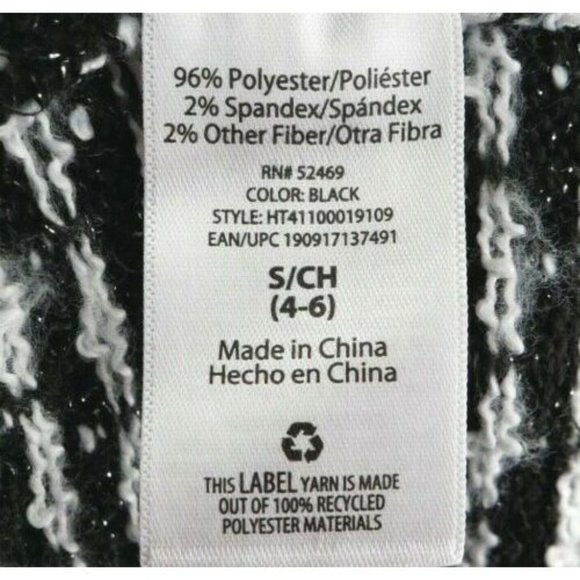 96% Polyester/Poliéster
2% Spandex/Spándex
2% Other Fiber/Otra Fibra
RN# 52469
COLOR: BLACK
STYLE: HT41100019109
EAN/UPC 190917137491
S/CH
(4-6)
Made in China
Hecho en China
THIS LABEL YARN IS MADE
OUT OF 100% RECYCLED
POLYESTER MATERIALS